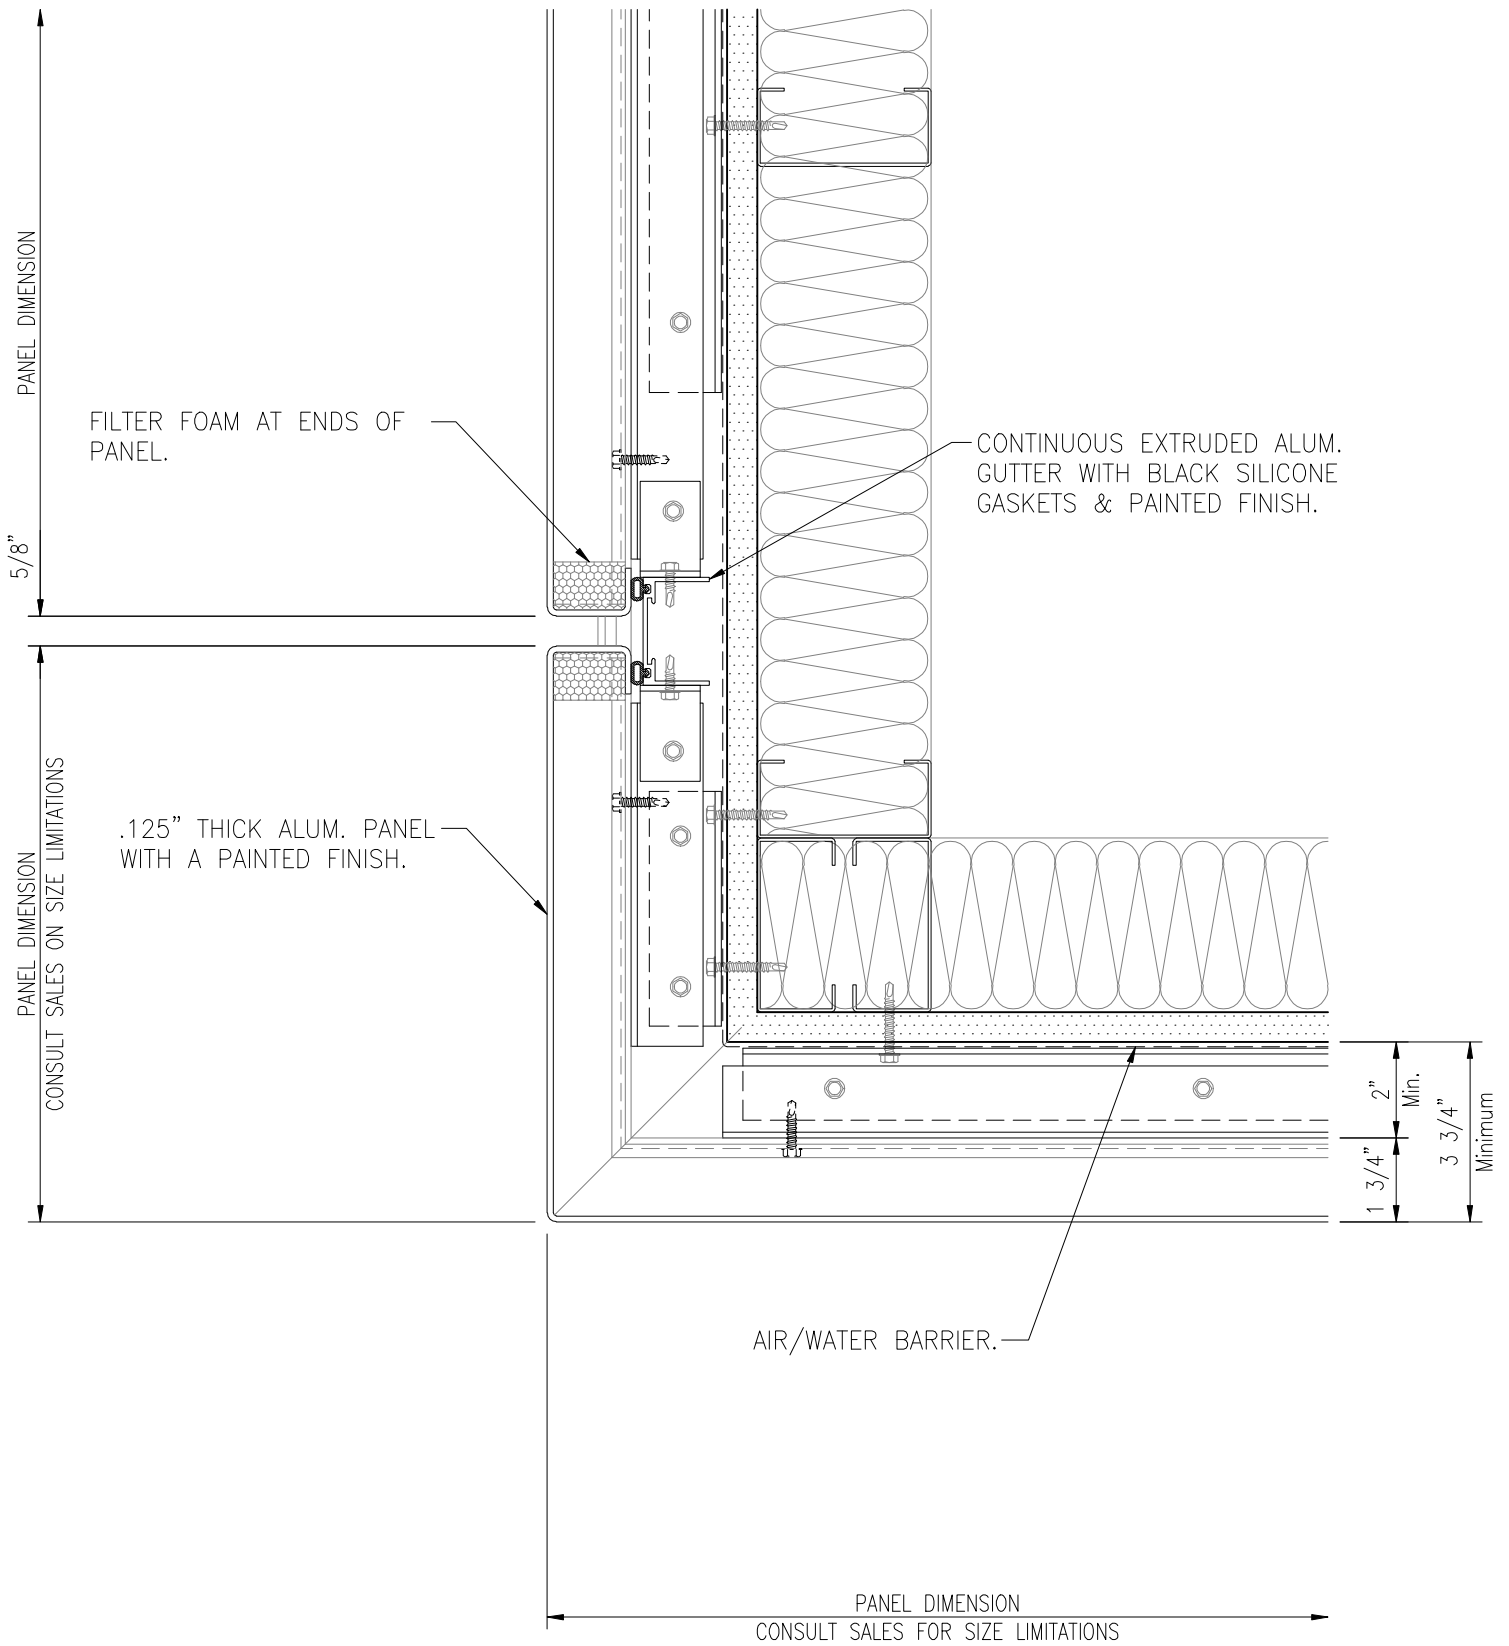 PANEL DIMENSION
FILTER FOAM AT ENDS OF
PANEL.
CONTINUOUS EXTRUDED ALUM.
GUTTER WITH BLACK SILICONE
GASKETS & PAINTED FINISH.
5/8"
.125" THICK ALUM. PANEL
WITH A PAINTED FINISH.
PANEL DIMENSION
CONSULT SALES ON SIZE LIMITATIONS
2"
Min.
3 3/4"
Minimum
1 3/4"
AIR/WATER BARRIER.
PANEL DIMENSION
CONSULT SALES FOR SIZE LIMITATIONS